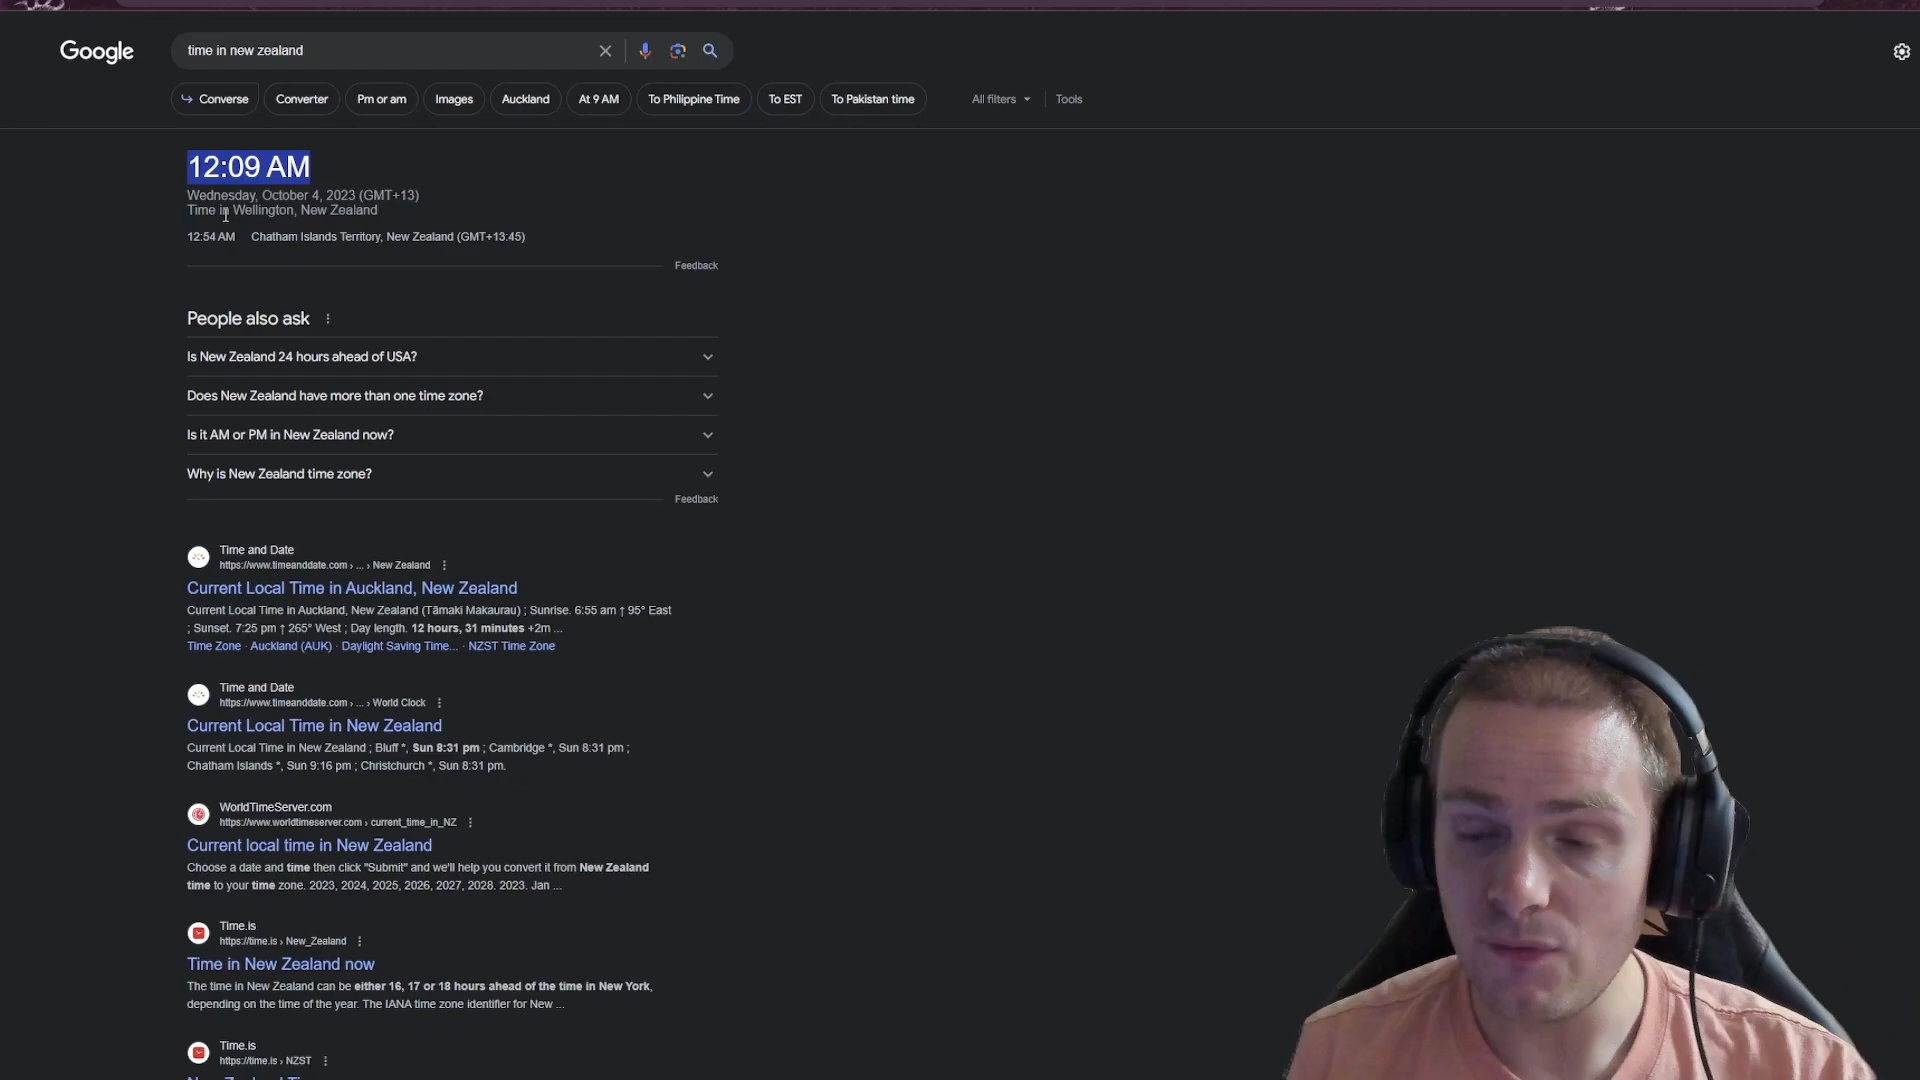 Google
time in new zealand
Converse
Converter
Pm or am
Images
Auckland
At 9 AM
To Philippine Time
To EST
To Pakistan time
All filters
Tools
12:09 AM
Wednesday, October 4, 2023 (GMT+13)
Time in Wellington, New Zealand
12:54 AM Chatham Islands Territory, New Zealand (GMT+13:45)
Feedback
People also ask
Is New Zealand 24 hours ahead of USA?
Does New Zealand have more than one time zone?
Is it AM or PM in New Zealand now?
Why is New Zealand time zone?
Feedback
Time and Date
https://www.timeanddate.com › ... › New Zealand
Current Local Time in Auckland, New Zealand
Current Local Time in Auckland, New Zealand (Tāmaki Makaurau) ; Sunrise. 6:55 am ↑ 95° East
; Sunset. 7:25 pm ↑ 265° West ; Day length. 12 hours, 31 minutes +2m ...
Time Zone · Auckland (AUK) · Daylight Saving Time... · NZST Time Zone
Time and Date
https://www.timeanddate.com › ... › World Clock
Current Local Time in New Zealand
Current Local Time in New Zealand ; Bluff *, Sun 8:31 pm ; Cambridge *, Sun 8:31 pm ;
Chatham Islands *, Sun 9:16 pm ; Christchurch *, Sun 8:31 pm.
WorldTimeServer.com
https://www.worldtimeserver.com › current_time_in_NZ
Current local time in New Zealand
Choose a date and time then click "Submit" and we'll help you convert it from New Zealand
time to your time zone. 2023, 2024, 2025, 2026, 2027, 2028. 2023. Jan ...
Time.is
https://time.is › New_Zealand
Time in New Zealand now
The time in New Zealand can be either 16, 17 or 18 hours ahead of the time in New York,
depending on the time of the year. The IANA time zone identifier for New ...
Time.is
https://time.is › NZST